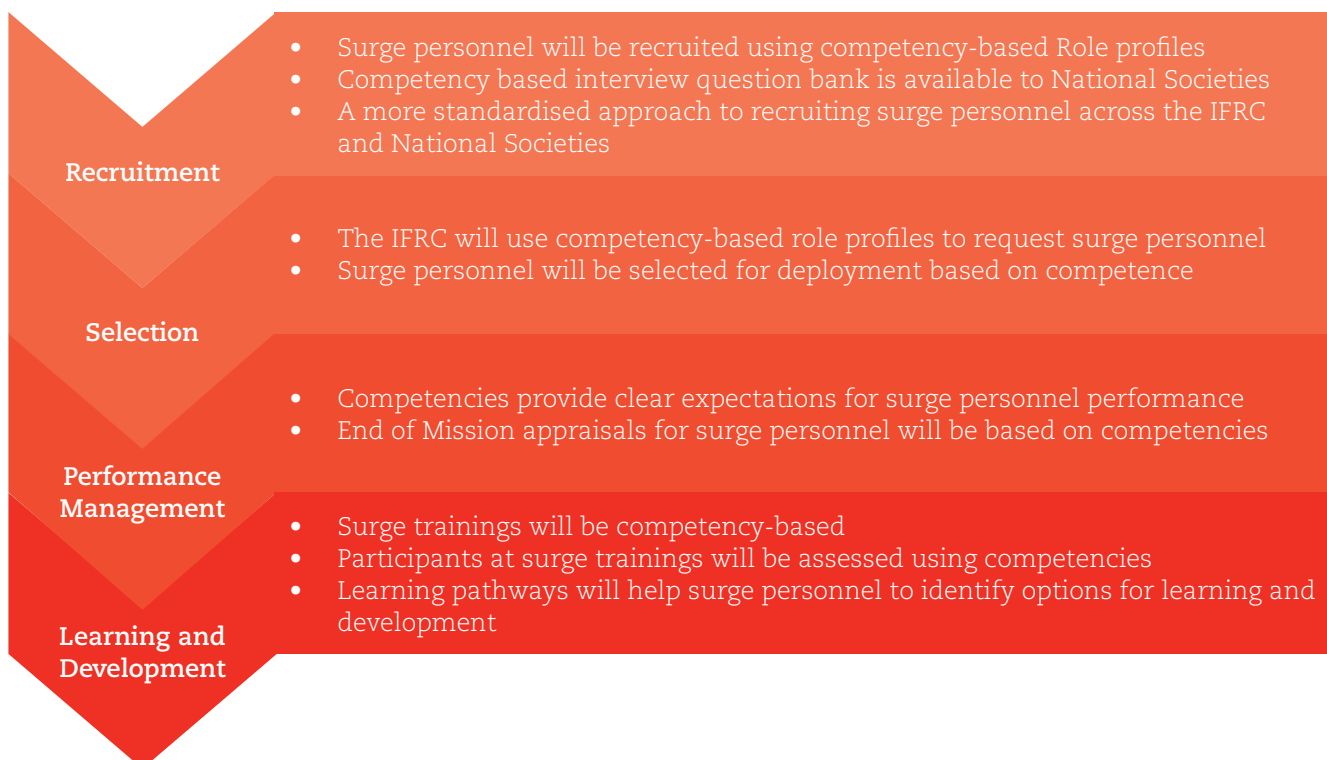 • Surge personnel will be recruited using competency-based Role profiles
• Competency based interview question bank is available to National Societies
• A more standardised approach to recruiting surge personnel across the IFRC
and National Societies
Recruitment
• The IFRC will use competency-based role profiles to request surge personnel
• Surge personnel will be selected for deployment based on competence
Selection
• Competencies provide clear expectations for surge personnel performance
• End of Mission appraisals for surge personnel will be based on competencies
Performance
Management
• Surge trainings will be competency-based
• Participants at surge trainings will be assessed using competencies
• Learning pathways will help surge personnel to identify options for learning and
development
Learning and
Development